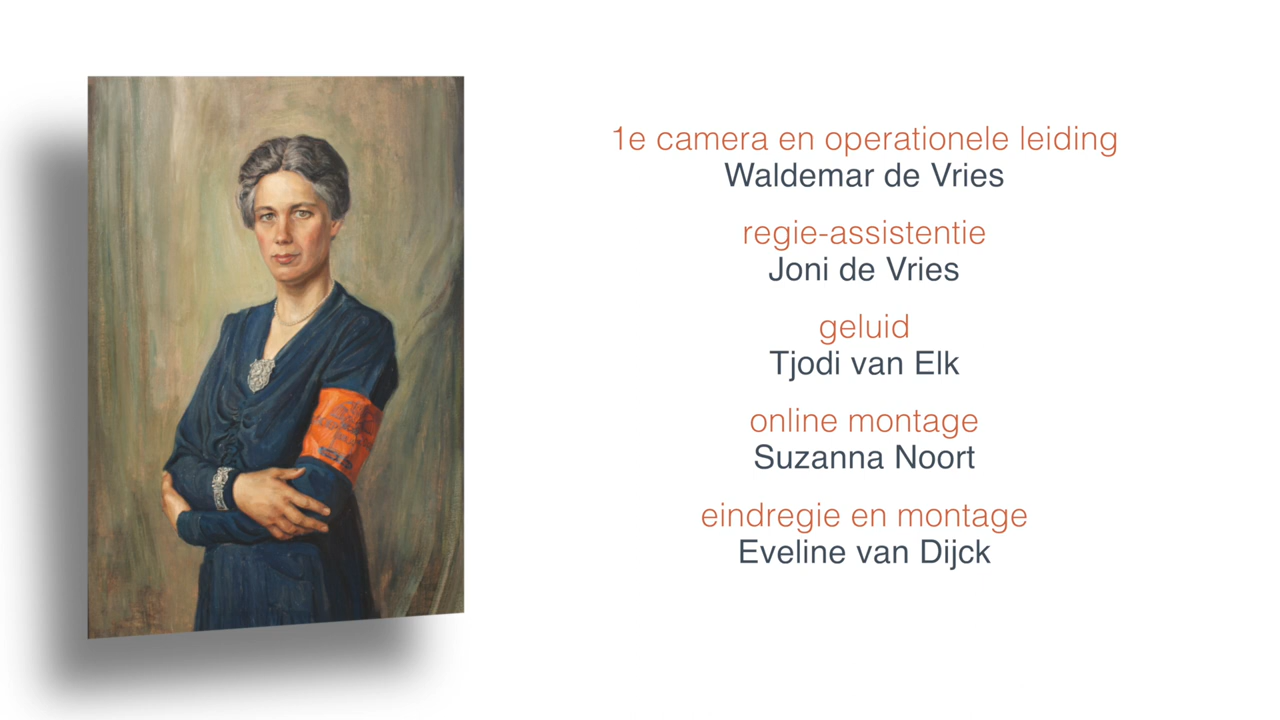 1e camera en operationele leiding
Waldemar de Vries
regie-assistentie
Joni de Vries
geluid
Tjodi van Elk
online montage
Suzanna Noort
eindregie en montage
Eveline van Dijck